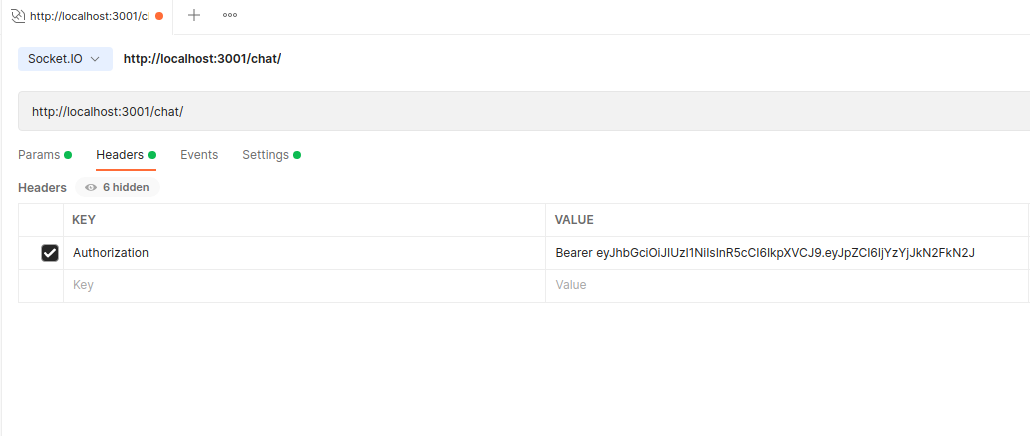 http://localhost:3001/c
Socket.IO http://localhost:3001/chat/
http://localhost:3001/chat/
Params Headers Events Settings
Headers 6 hidden
KEY VALUE
Authorization Bearer eyJhbGciOiJIUzI1NiIsInR5cCI6IkpXVCJ9.eyJpZCI6IjYzYjJkN2FkN2J
Key Value